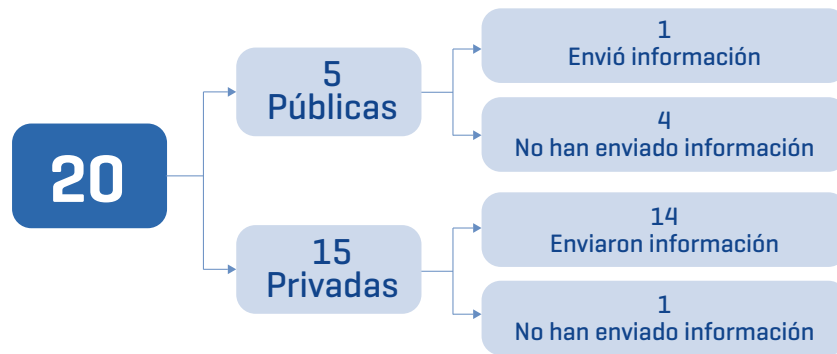 20
5
Públicas
1
Envió información
4
No han enviado información
15
Privadas
14
Enviaron información
1
No han enviado información